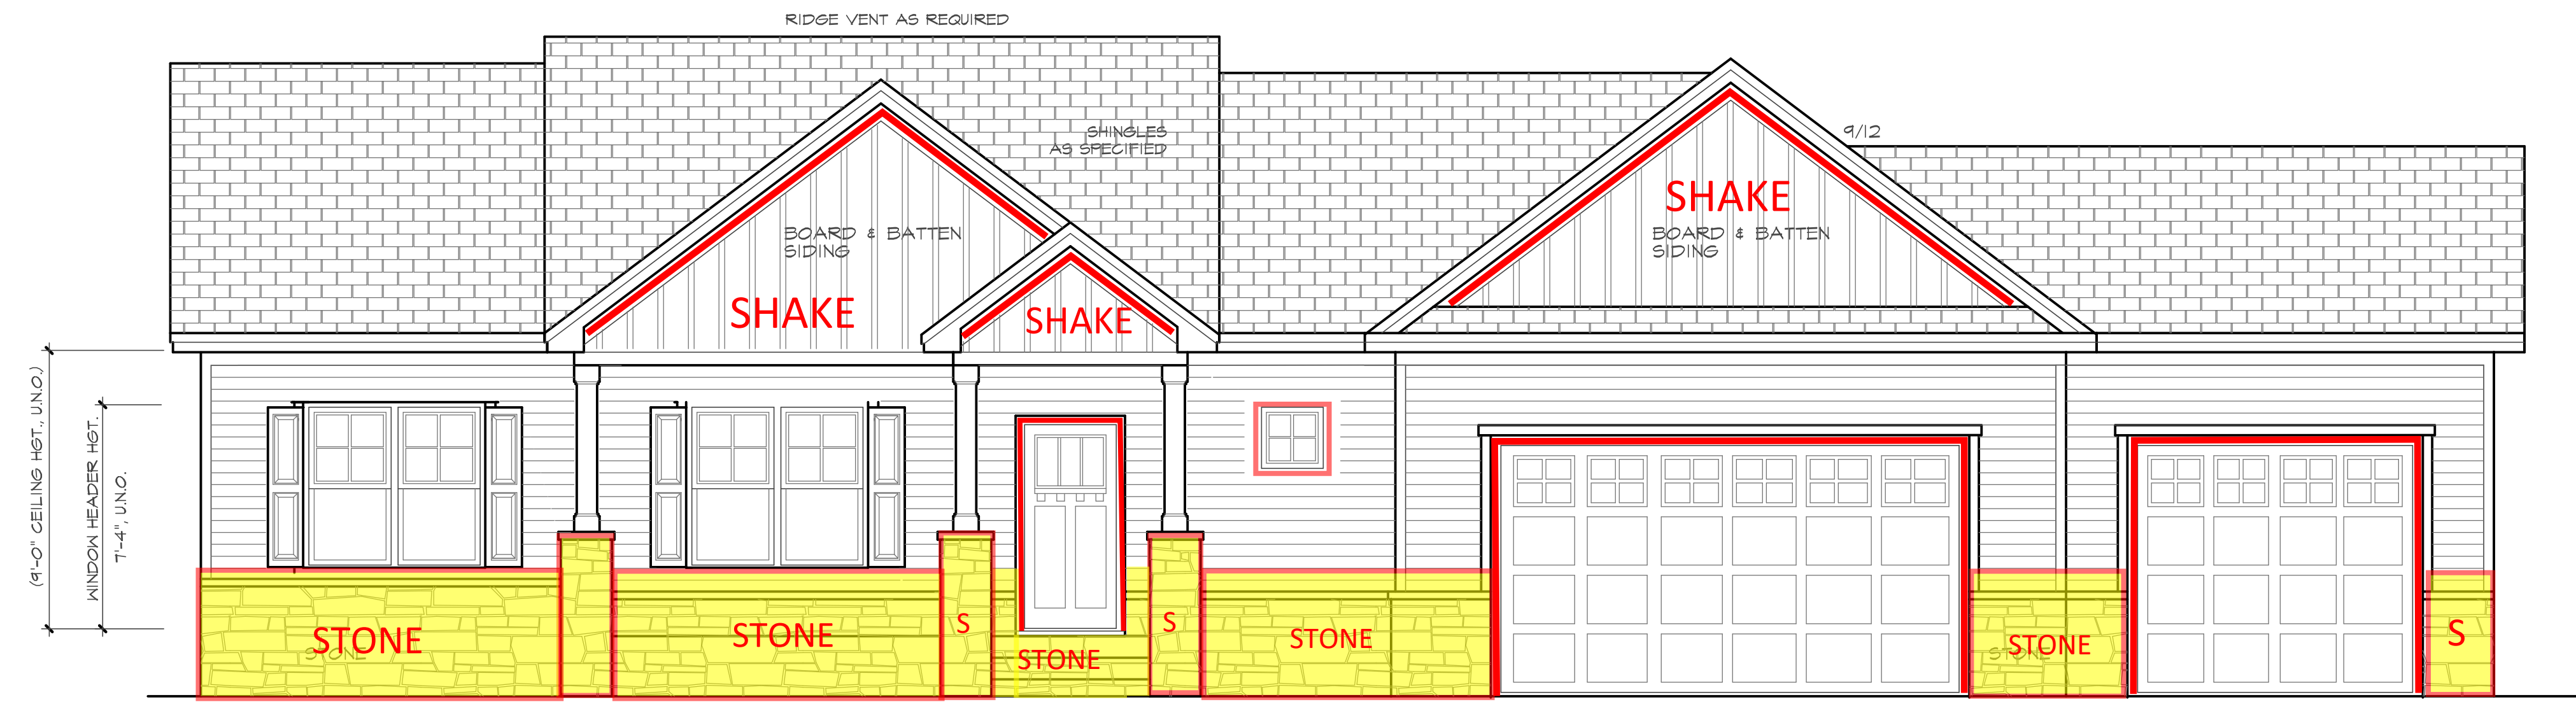 RIDGE VENT AS REQUIRED
SHINGLES
AS SPECIFIED
9/12
SHAKE
BOARD & BATTEN
SIDING
BOARD & BATTEN
SIDING
SHAKE
SHAKE
(9'-0" CEILING HGT., U.N.O.)
WINDOW HEADER HGT.
7'-4", U.N.O.
STONE
STONE
STONE
S
STONE
S
STONE
STONE
STONE
S